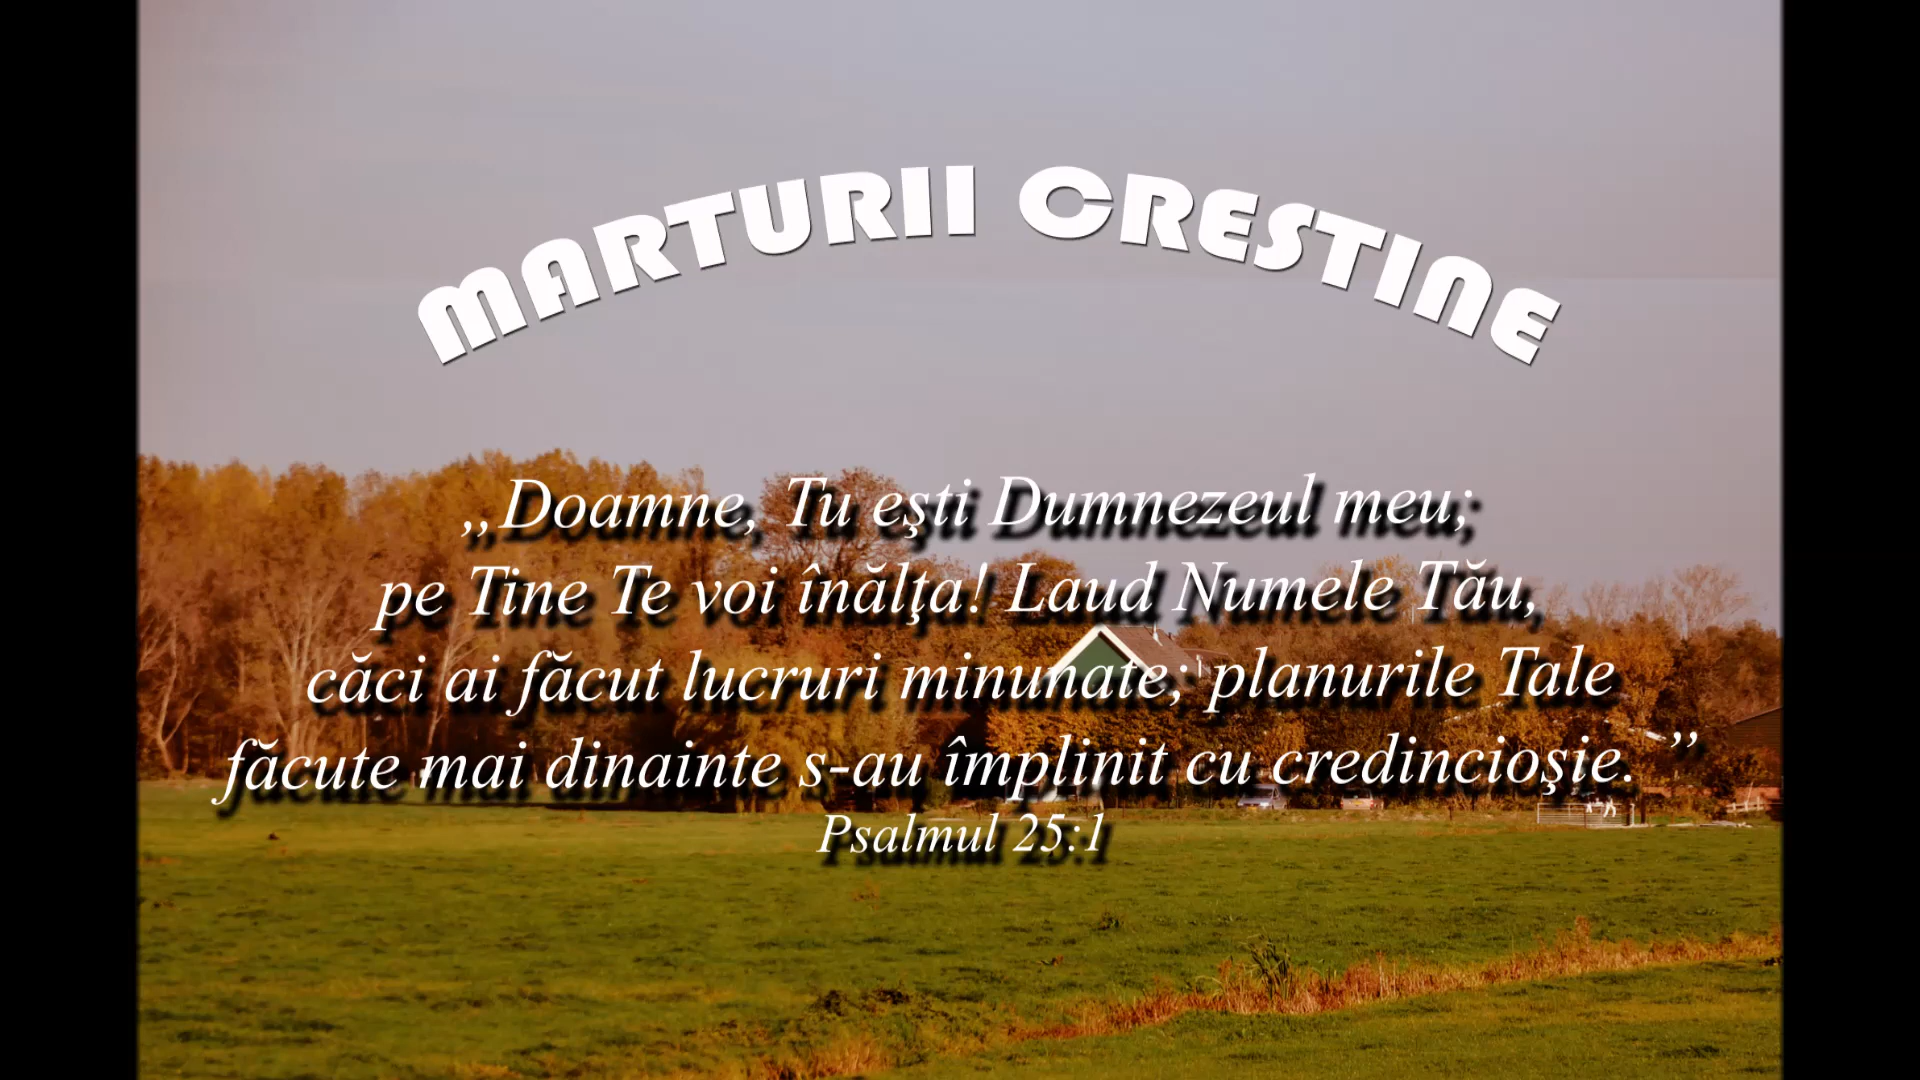 MARTURII CRESTINE
„Doamne, Tu eşti Dumnezeul meu;
pe Tine Te voi înălţa! Laud Numele Tău,
căci ai făcut lucruri minunate; planurile Tale
făcute mai dinainte s-au împlinit cu credincioşie. ”
Psalmul 25:1